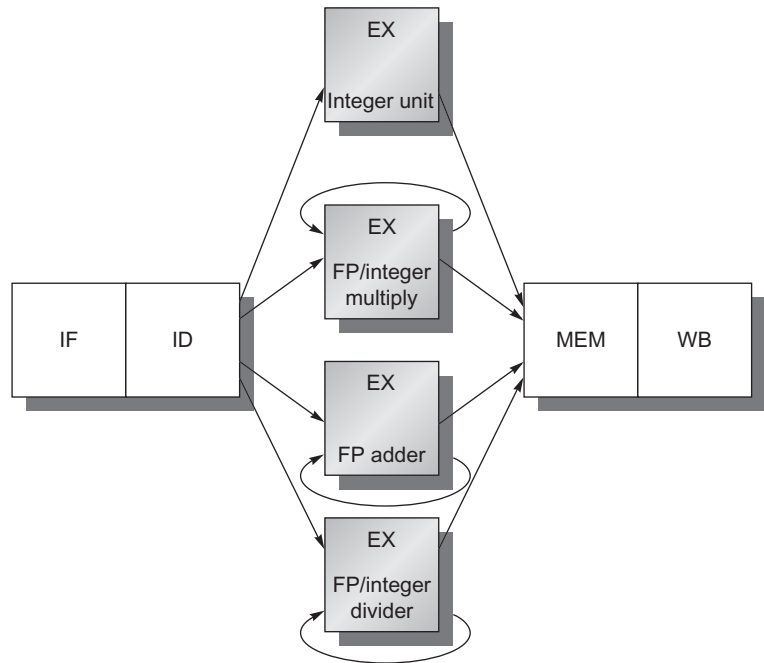 EX
Integer unit
EX
FP/integer
multiply
IF
ID
MEM
WB
EX
FP adder
EX
FP/integer
divider